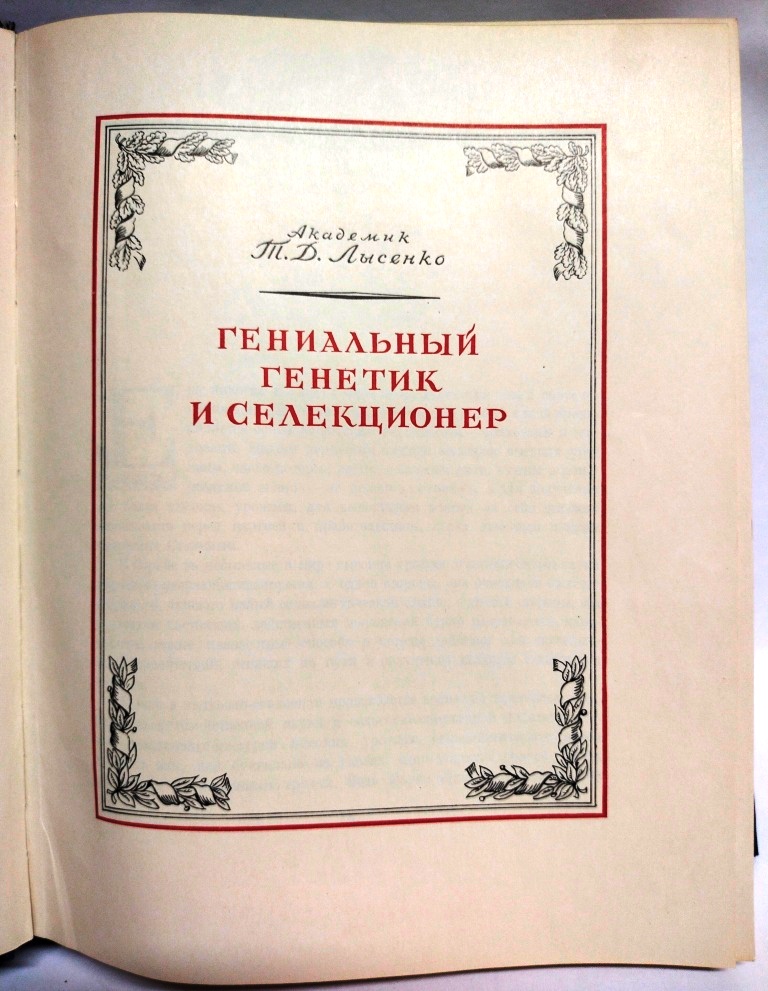 Академик
Т. Д. Лысенко
ГЕНИАЛЬНЫЙ
ГЕНЕТИК
И СЕЛЕКЦИОНЕР